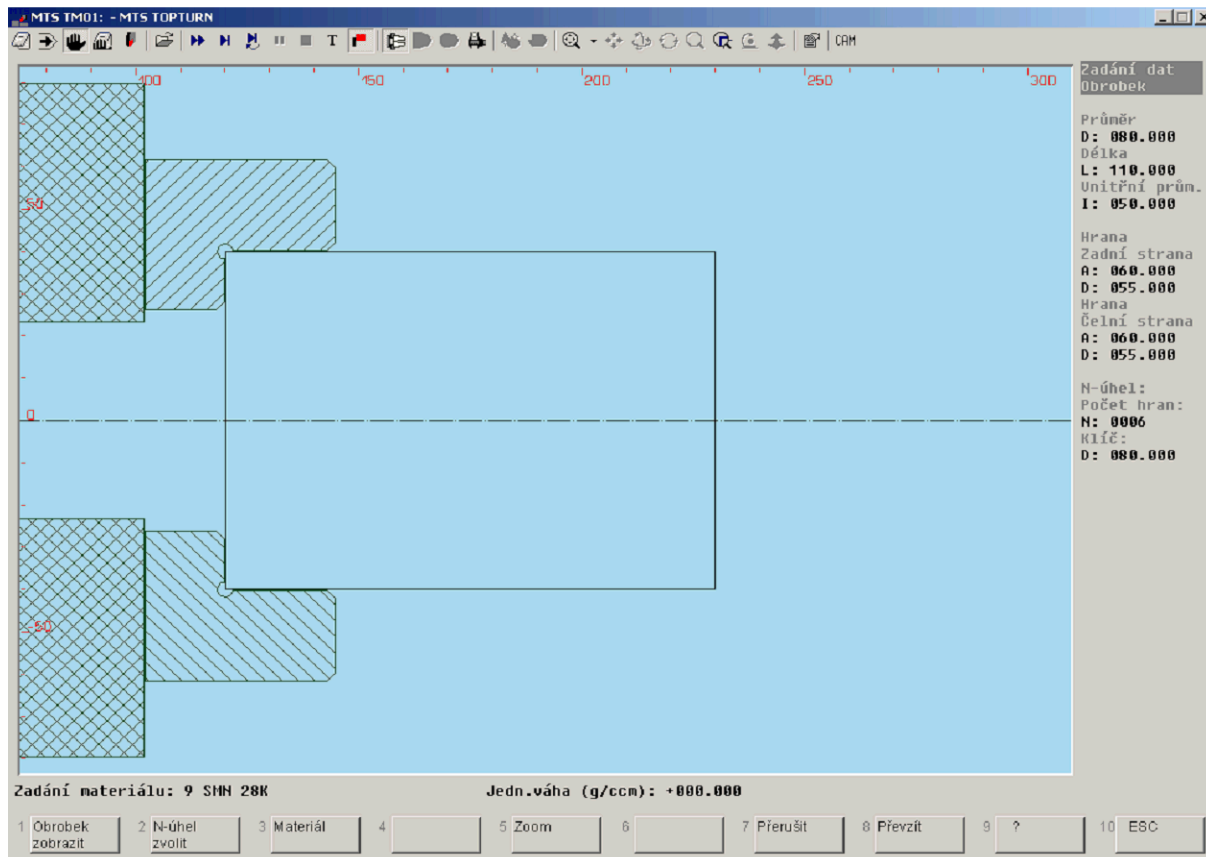 MTS TM01: - MTS TOPTURN
T CAM
100 150 200 250 300
50
0
-50
Zadání dat
Obrobek
Průměr
D: 080.000
Délka
L: 110.000
Unitřní prům.
I: 050.000
Hrana
Zadní strana
A: 060.000
D: 055.000
Hrana
Čelní strana
A: 060.000
D: 055.000
N-úhel:
Počet hran:
N: 0006
Klíč:
D: 080.000
Zadání materiálu: 9 SMN 28K Jedn.váha (g/ccm): +000.000
1 Obrobek zobrazit
2 N-úhel zvolit
3 Materiál
4
5 Zoom
6
7 Přerušit
8 Převzít
9 ?
10 ESC